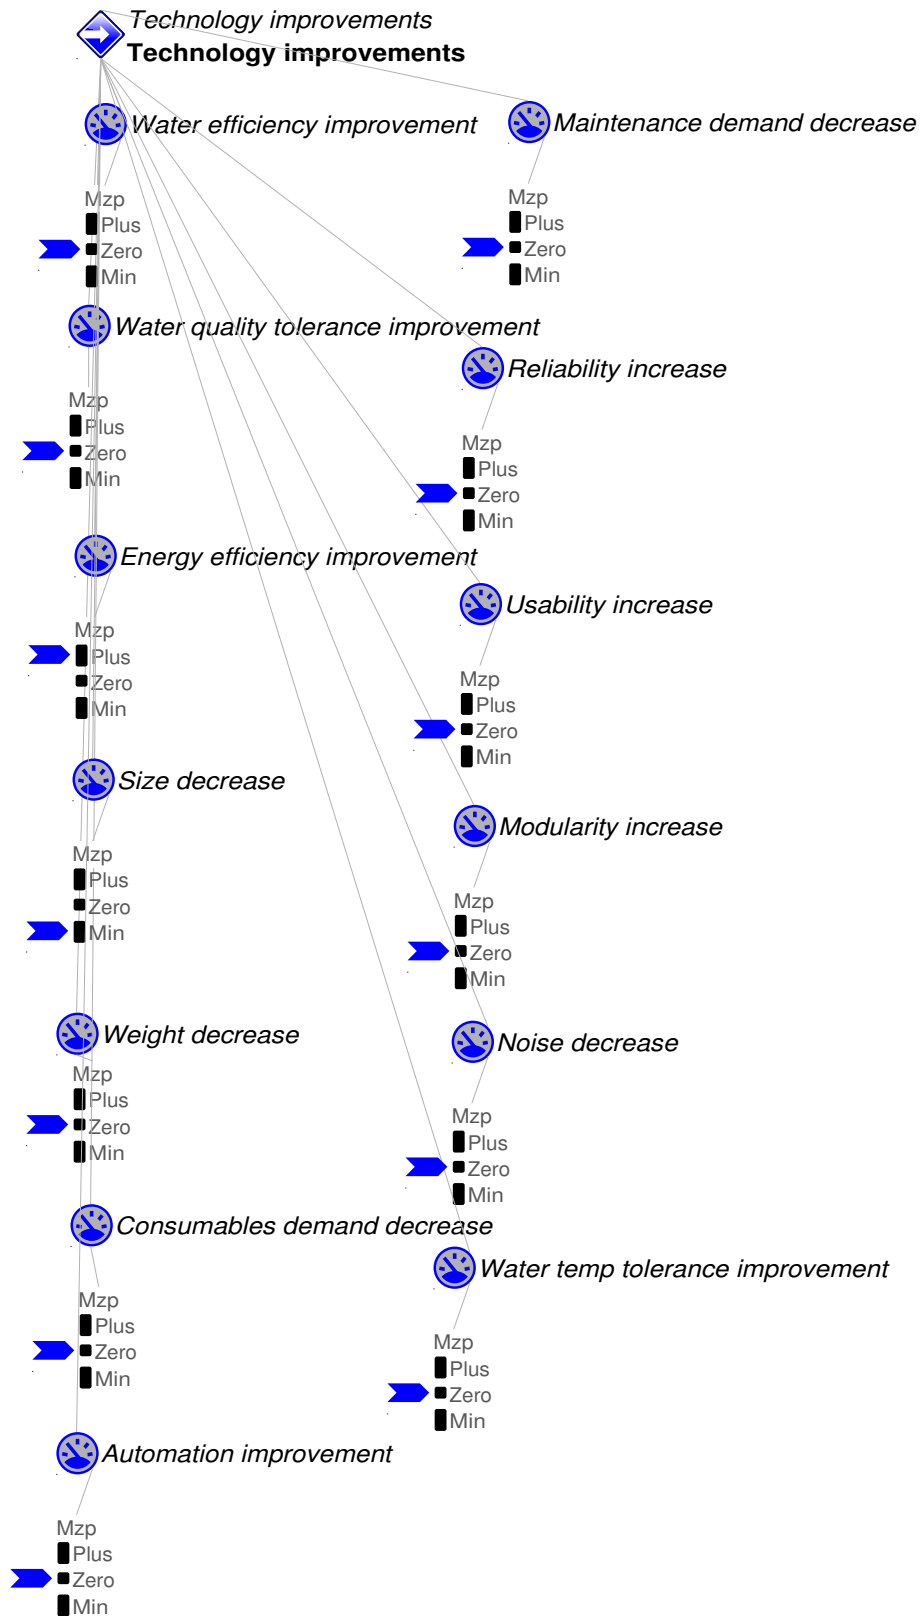 Technology improvements
Technology improvements
Water efficiency improvement
Mzp
Plus
Zero
Min
Water quality tolerance improvement
Mzp
Plus
Zero
Min
Energy efficiency improvement
Mzp
Plus
Zero
Min
Size decrease
Mzp
Plus
Zero
Min
Weight decrease
Mzp
Plus
Zero
Min
Consumables demand decrease
Mzp
Plus
Zero
Min
Automation improvement
Mzp
Plus
Zero
Min
Maintenance demand decrease
Mzp
Plus
Zero
Min
Reliability increase
Mzp
Plus
Zero
Min
Usability increase
Mzp
Plus
Zero
Min
Modularity increase
Mzp
Plus
Zero
Min
Noise decrease
Mzp
Plus
Zero
Min
Water temp tolerance improvement
Mzp
Plus
Zero
Min